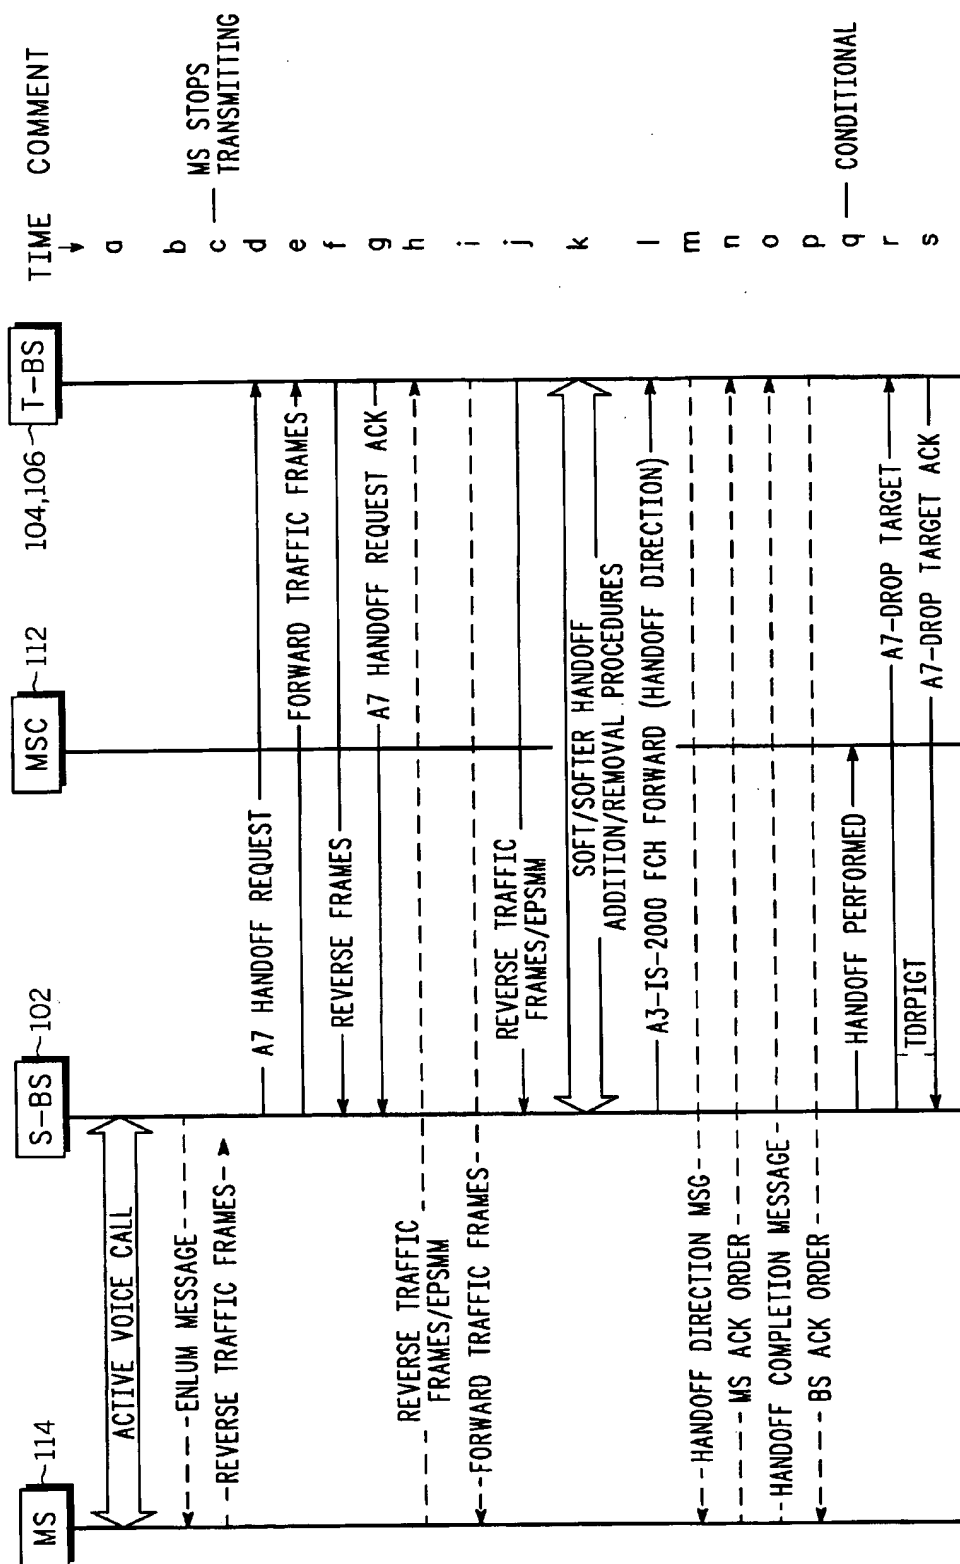 MS 114
S-BS 102
MSC 112
T-BS 104,106
TIME COMMENT
ACTIVE VOICE CALL
a
ENLUM MESSAGE
b
REVERSE TRAFFIC FRAMES
c MS STOPS
TRANSMITTING
A7 HANDOFF REQUEST
d
FORWARD TRAFFIC FRAMES
e
REVERSE FRAMES
f
A7 HANDOFF REQUEST ACK
g
REVERSE TRAFFIC
FRAMES/EPSMM
h
FORWARD TRAFFIC FRAMES
i
REVERSE TRAFFIC
FRAMES/EPSMM
j
SOFT/SOFTER HANDOFF
ADDITION/REMOVAL PROCEDURES
k
A3-IS-2000 FCH FORWARD (HANDOFF DIRECTION)
l
HANDOFF DIRECTION MSG
m
MS ACK ORDER
n
HANDOFF COMPLETION MESSAGE
o
BS ACK ORDER
p
HANDOFF PERFORMED
q CONDITIONAL
A7-DROP TARGET
r
TDRPIGT
A7-DROP TARGET ACK
s